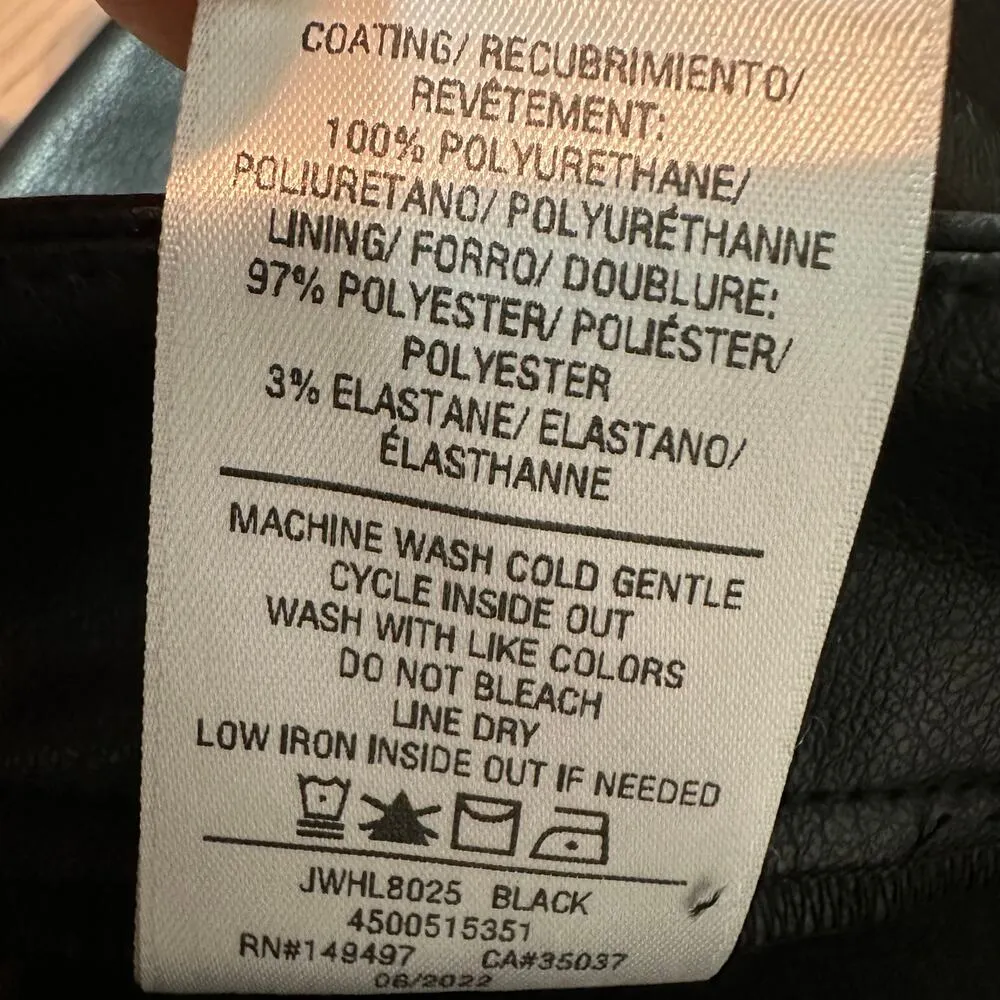 COATING/ RECUBRIMIENTO/
REVÊTEMENT:
100% POLYURETHANE/
POLIURETANO/ POLYURÉTHANNE
LINING/ FORRO/ DOUBLURE:
97% POLYESTER/ POLIÉSTER/
POLYESTER
3% ELASTANE/ ELASTANO/
ÉLASTHANNE
MACHINE WASH COLD GENTLE
CYCLE INSIDE OUT
WASH WITH LIKE COLORS
DO NOT BLEACH
LINE DRY
LOW IRON INSIDE OUT IF NEEDED
JWHL8025 BLACK
4500515351
RN#149497 CA#35037
06/2022